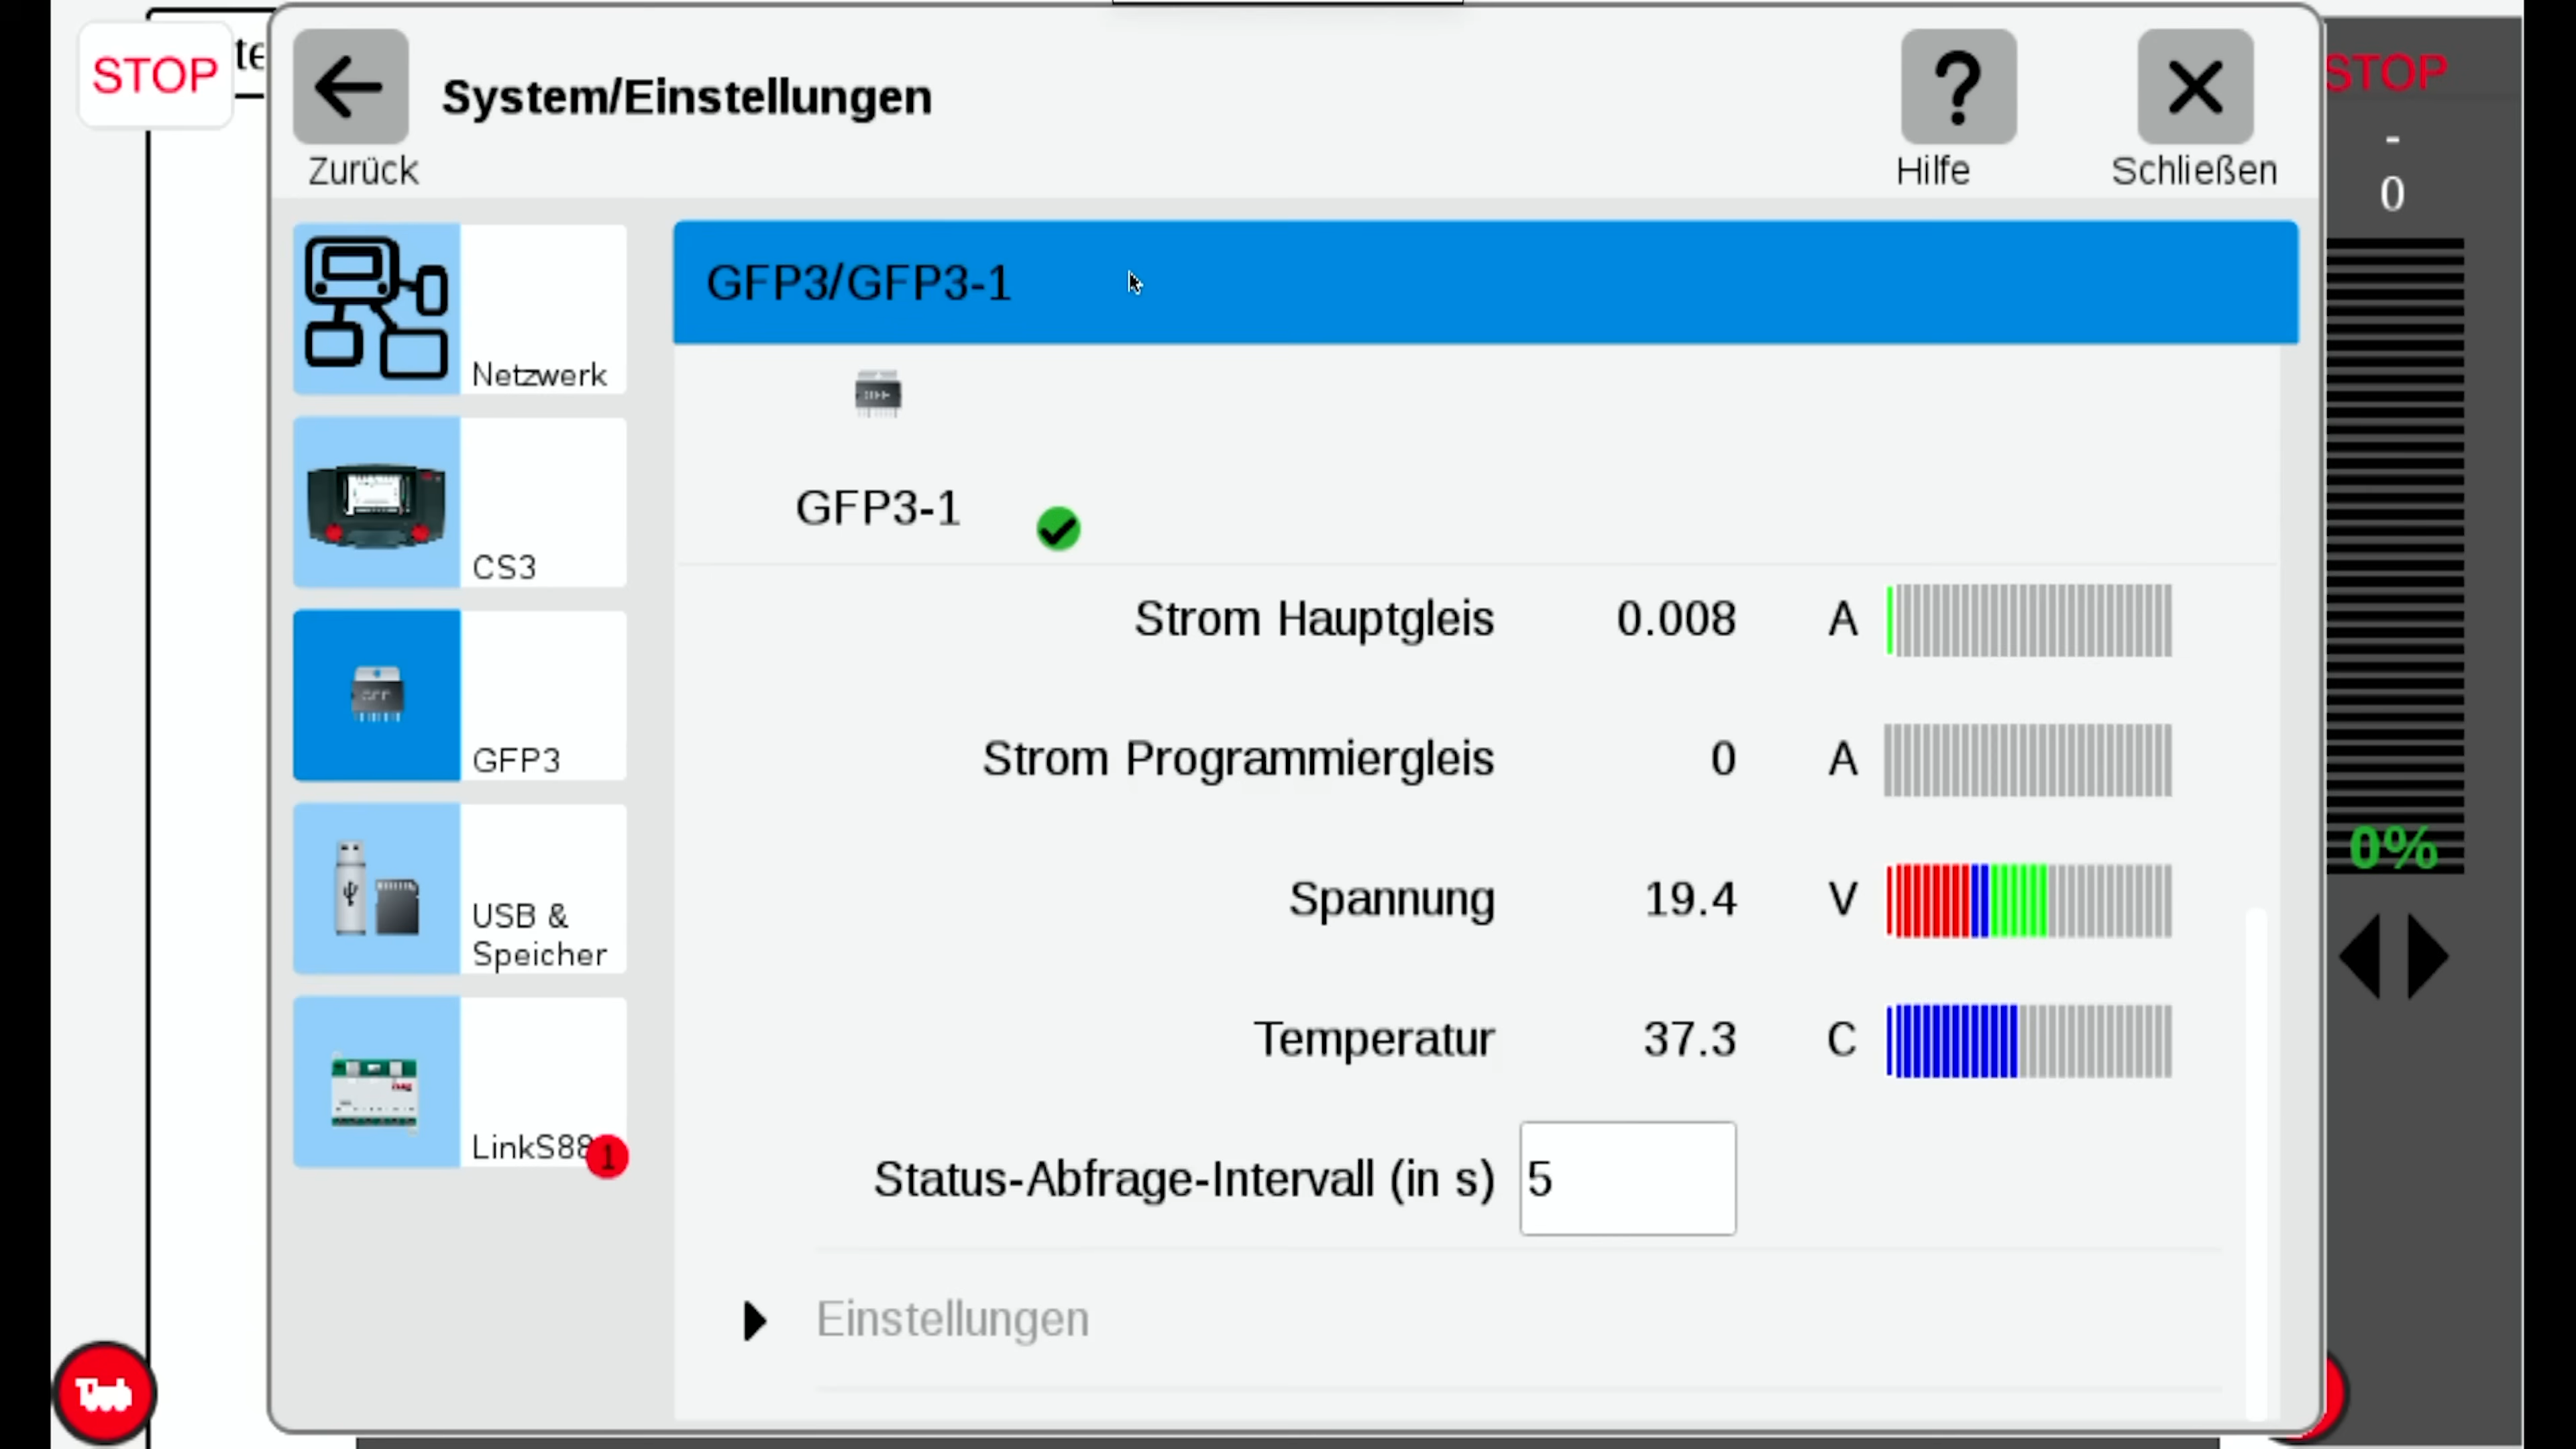 STOP
te
System/Einstellungen
Zurück
Hilfe
Schließen
STOP
-
0
Netzwerk
CS3
GFP3
USB &
Speicher
LinkS88
1
GFP3/GFP3-1
GFP3-1
Strom Hauptgleis 0.008 A
Strom Programmiergleis 0 A
Spannung 19.4 V
Temperatur 37.3 C
Status-Abfrage-Intervall (in s) 5
Einstellungen
0%